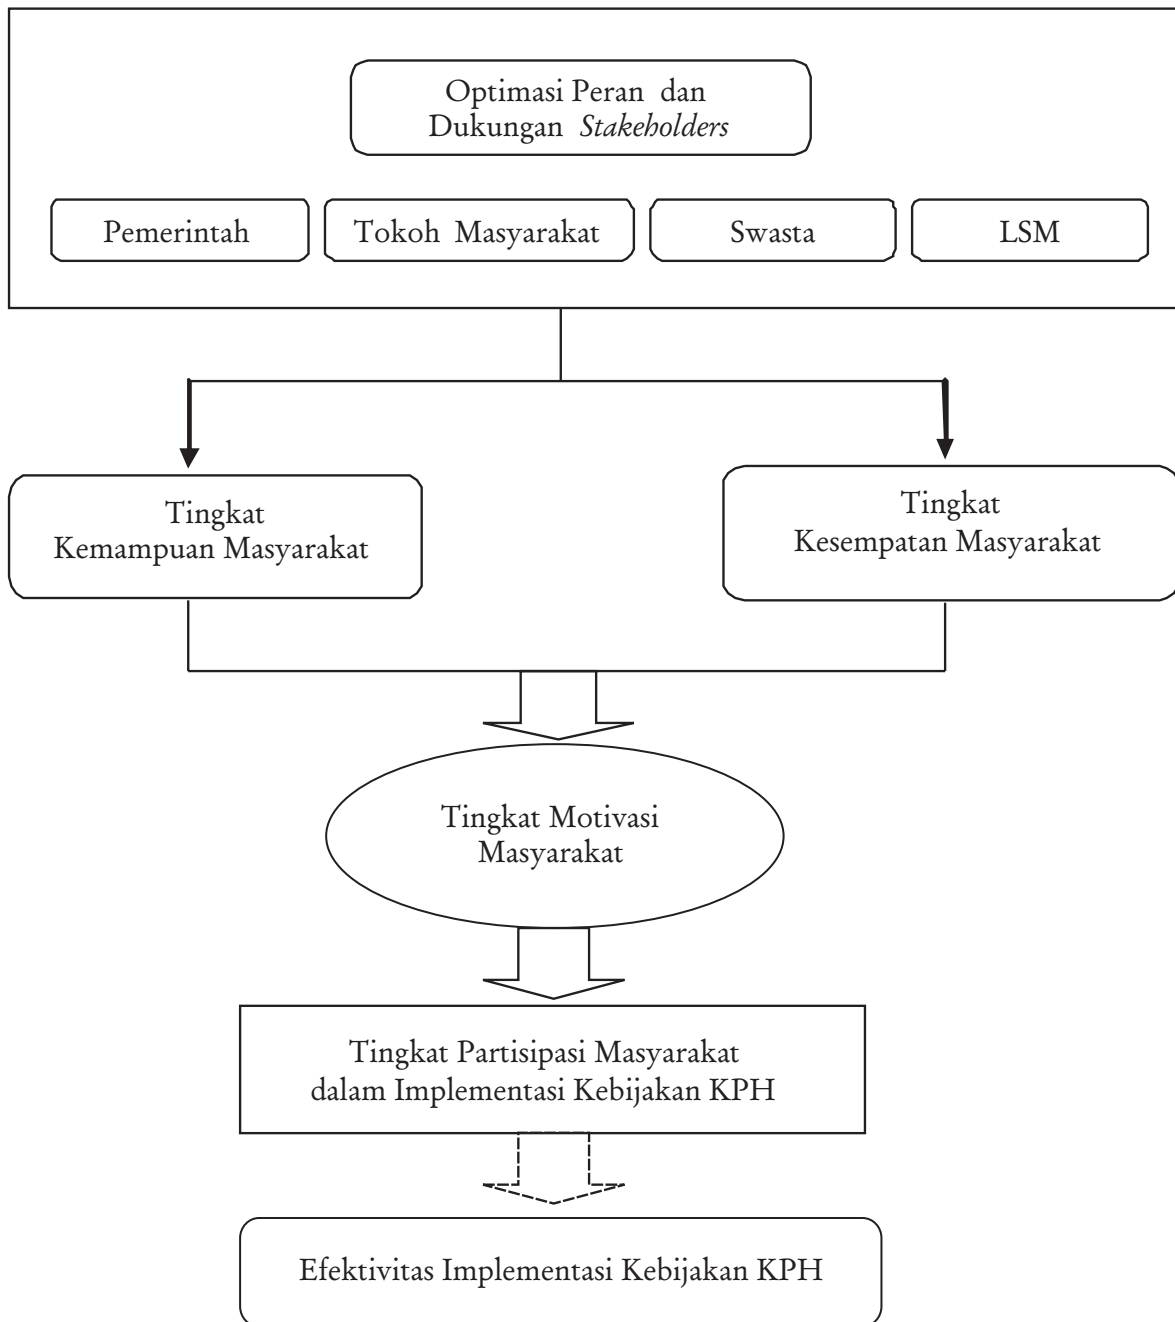 Optimasi Peran dan
Dukungan Stakeholders
Pemerintah
Tokoh Masyarakat
Swasta
LSM
Tingkat
Kemampuan Masyarakat
Tingkat
Kesempatan Masyarakat
Tingkat Motivasi
Masyarakat
Tingkat Partisipasi Masyarakat
dalam Implementasi Kebijakan KPH
Efektivitas Implementasi Kebijakan KPH